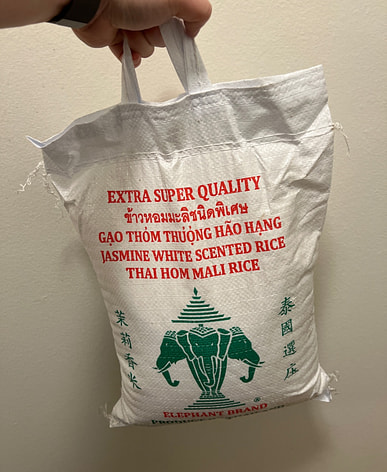 EXTRA SUPER QUALITY
ข้าวหอมมะลิชนิดพิเศษ
GẠO THƠM THƯỢNG HÃO HẠNG
JASMINE WHITE SCENTED RICE
THAI HOM MALI RICE
茉莉香米
泰國選庄
®
ELEPHANT BRAND